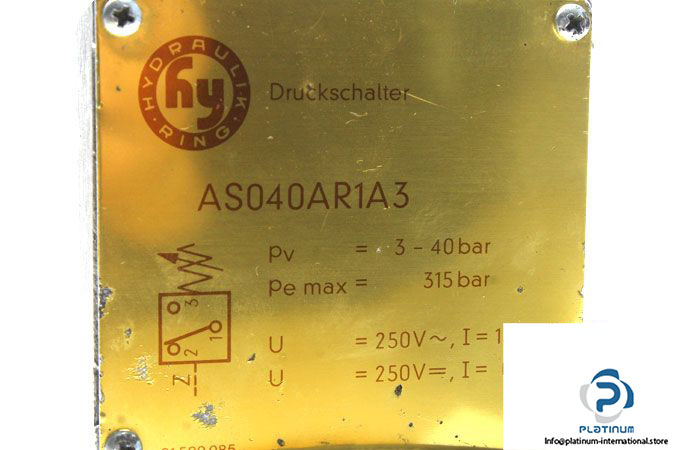 HYDRAULIK RING
hy
Druckschalter
AS040AR1A3
pv = 3 – 40 bar
pe max = 315 bar
3
2 1
Z
U = 250V~, I = 1
U = 250V=, I =
P
PLATINUM
Info@platinum-international.store